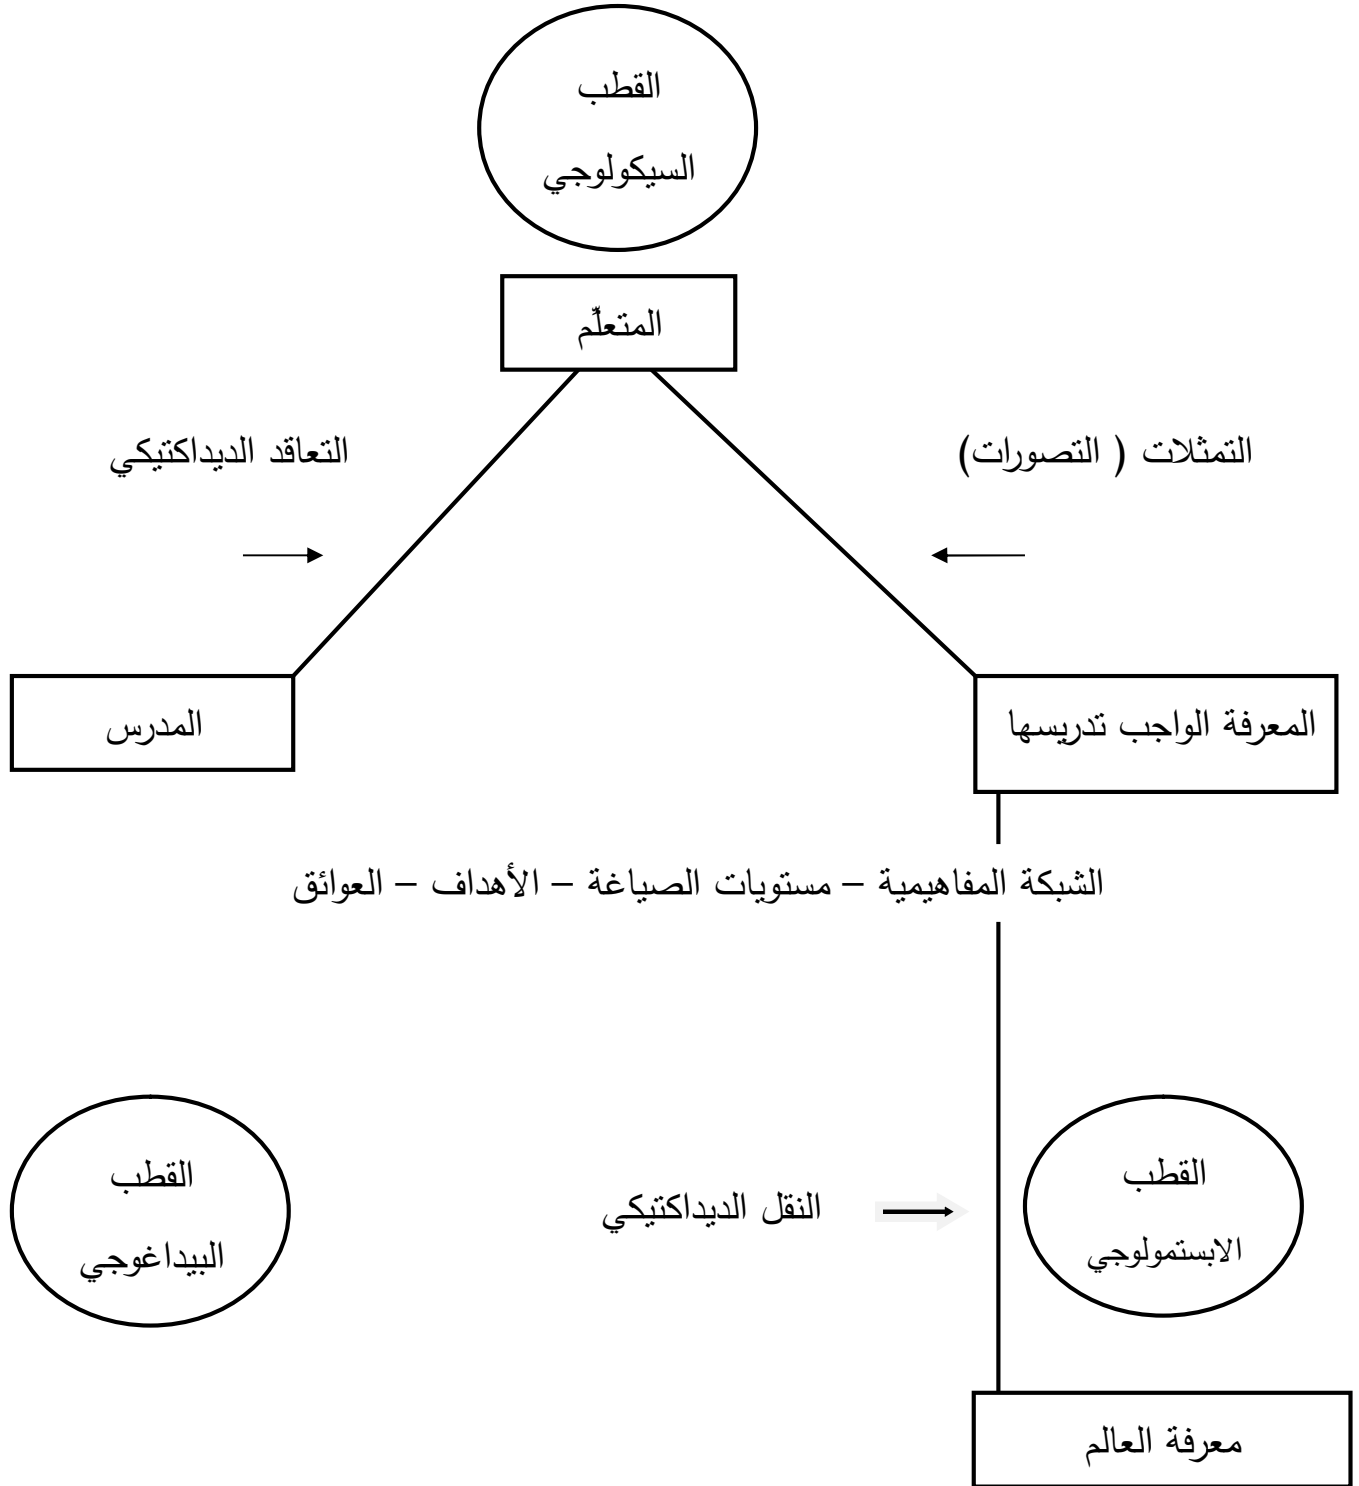 القطب
السيكولوجي
المتعلِّم
التمثلات ( التصورات)
التعاقد الديداكتيكي
المعرفة الواجب تدريسها
المدرس
الشبكة المفاهيمية – مستويات الصياغة – الأهداف – العوائق
القطب
الابستمولوجي
النقل الديداكتيكي
القطب
البيداغوجي
معرفة العالم